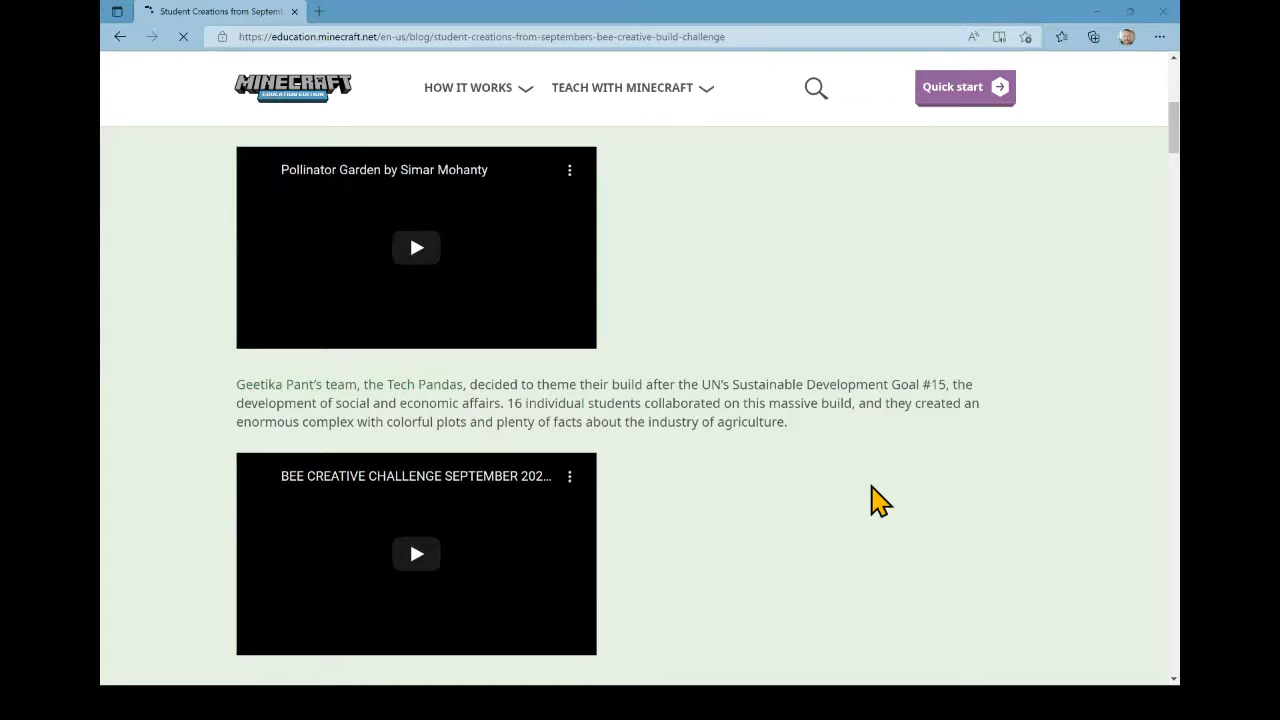 Student Creations from Septemb
https://education.minecraft.net/en-us/blog/student-creations-from-septembers-bee-creative-build-challenge
MINECRAFT
EDUCATION EDITION
HOW IT WORKS
TEACH WITH MINECRAFT
Quick start
Pollinator Garden by Simar Mohanty
Geetika Pant's team, the Tech Pandas, decided to theme their build after the UN's Sustainable Development Goal #15, the
development of social and economic affairs. 16 individual students collaborated on this massive build, and they created an
enormous complex with colorful plots and plenty of facts about the industry of agriculture.
BEE CREATIVE CHALLENGE SEPTEMBER 202...